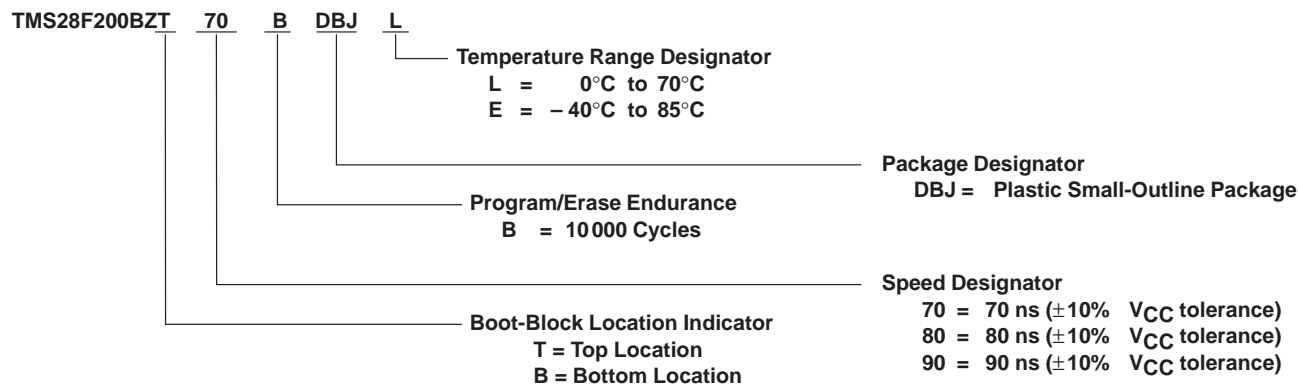 TMS28F200BZT 70 B DBJ L
Temperature Range Designator
L = 0°C to 70°C
E = – 40°C to 85°C
Package Designator
DBJ = Plastic Small-Outline Package
Program/Erase Endurance
B = 10 000 Cycles
Speed Designator
70 = 70 ns (±10% VCC tolerance)
80 = 80 ns (±10% VCC tolerance)
90 = 90 ns (±10% VCC tolerance)
Boot-Block Location Indicator
T = Top Location
B = Bottom Location